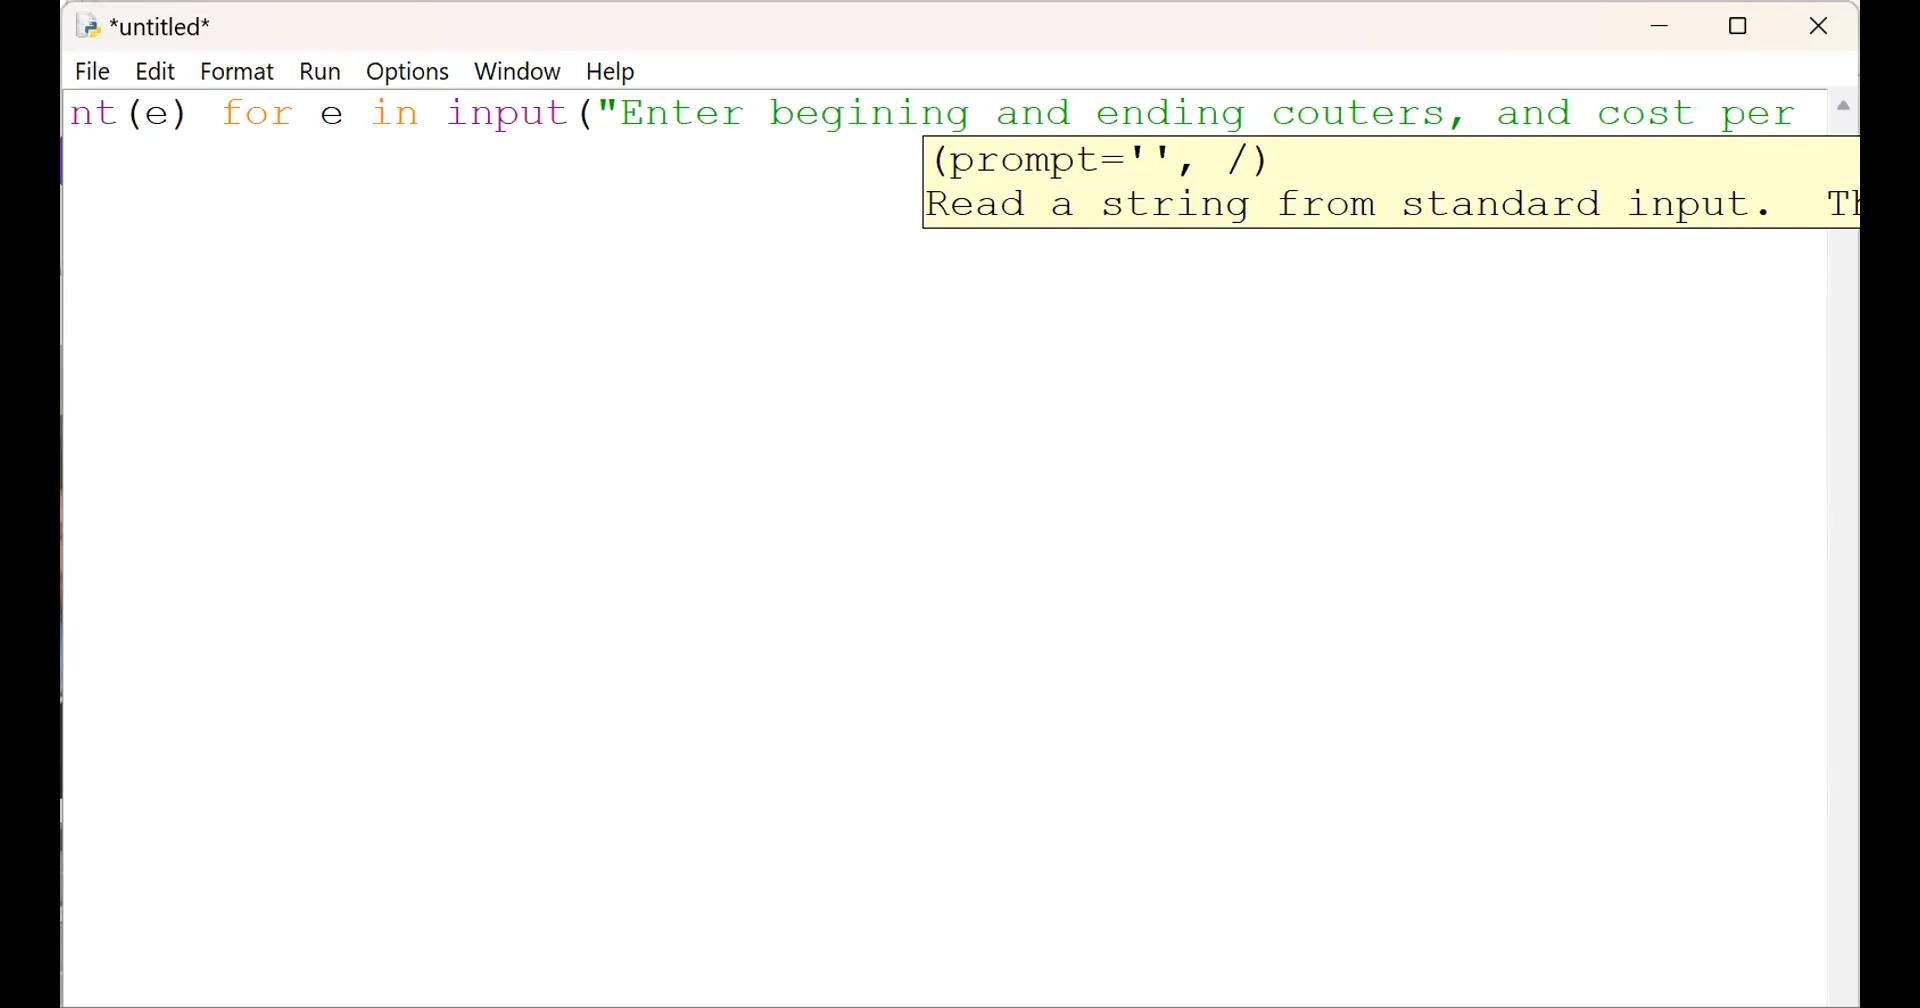 *untitled*
File Edit Format Run Options Window Help
nt(e) for e in input("Enter begining and ending couters, and cost per
(prompt='', /)
Read a string from standard input. Th